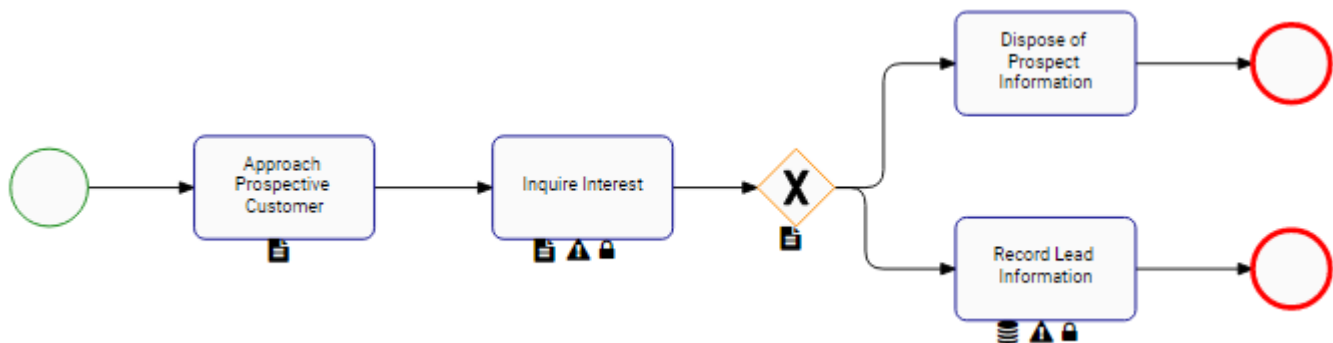 Approach
Prospective
Customer
Inquire Interest
X
Dispose of
Prospect
Information
Record Lead
Information